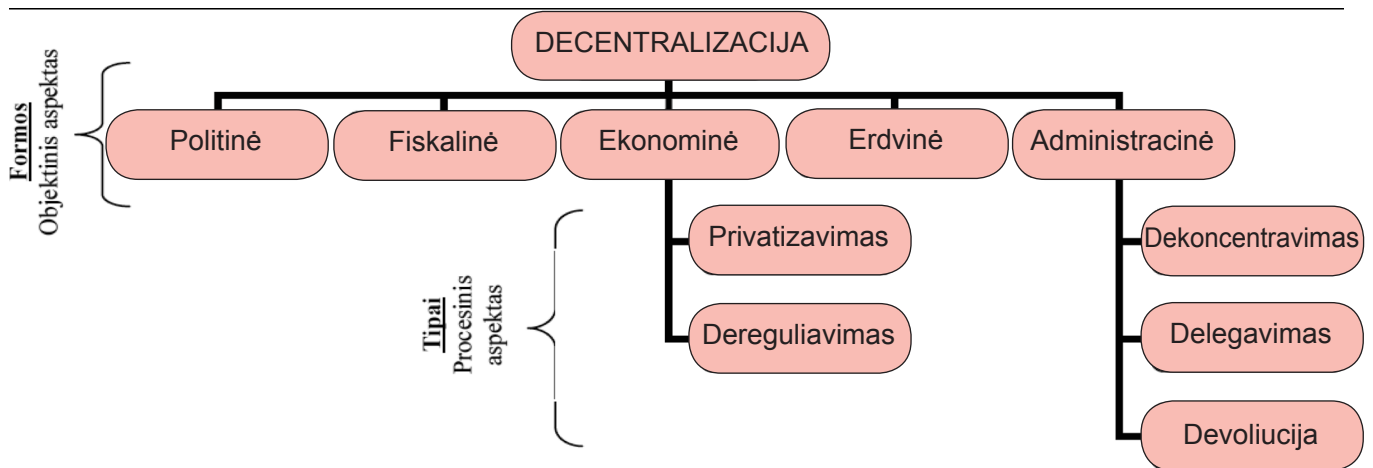 DECENTRALIZACIJA
Formos
Objektinis aspektas
Politinė
Fiskalinė
Ekonominė
Erdvinė
Administracinė
Tipai
Procesinis
aspektas
Privatizavimas
Dereguliavimas
Dekoncentravimas
Delegavimas
Devoliucija